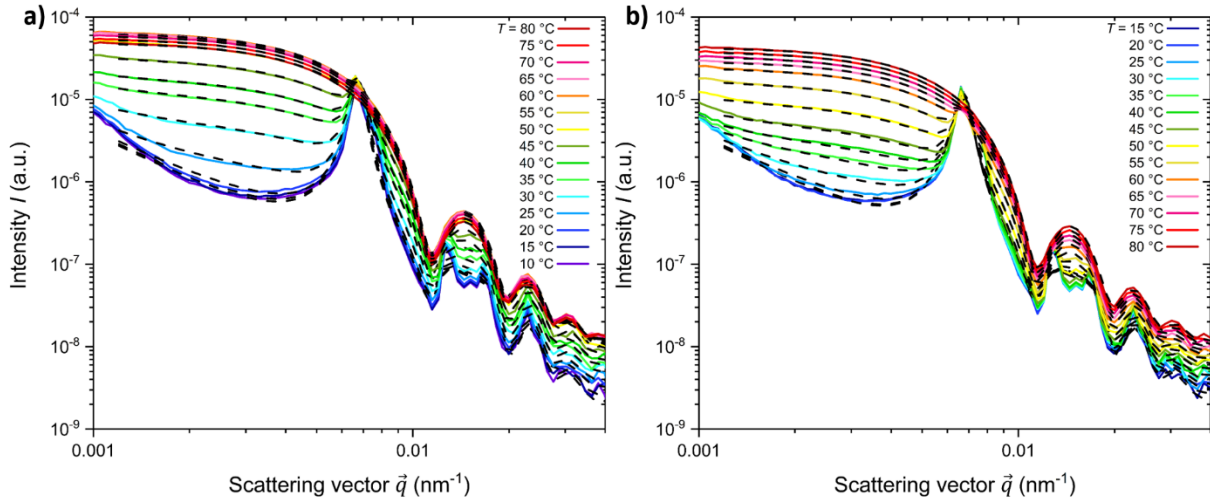 a)
Intensity I (a.u.)
10⁻⁴
10⁻⁵
10⁻⁶
10⁻⁷
10⁻⁸
10⁻⁹
T = 80 °C
75 °C
70 °C
65 °C
60 °C
55 °C
50 °C
45 °C
40 °C
35 °C
30 °C
25 °C
20 °C
15 °C
10 °C
0.001
0.01
Scattering vector q⃗ (nm⁻¹)
b)
Intensity I (a.u.)
10⁻⁴
10⁻⁵
10⁻⁶
10⁻⁷
10⁻⁸
10⁻⁹
T = 15 °C
20 °C
25 °C
30 °C
35 °C
40 °C
45 °C
50 °C
55 °C
60 °C
65 °C
70 °C
75 °C
80 °C
0.001
0.01
Scattering vector q⃗ (nm⁻¹)